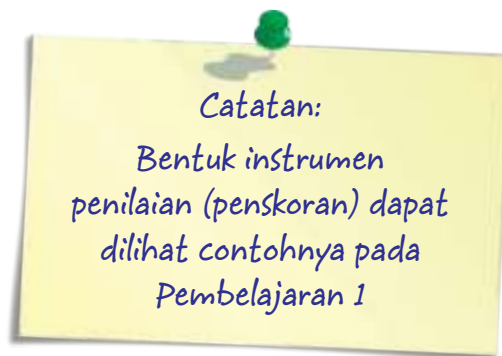 Catatan:
Bentuk instrumen
penilaian (penskoran) dapat
dilihat contohnya pada
Pembelajaran 1